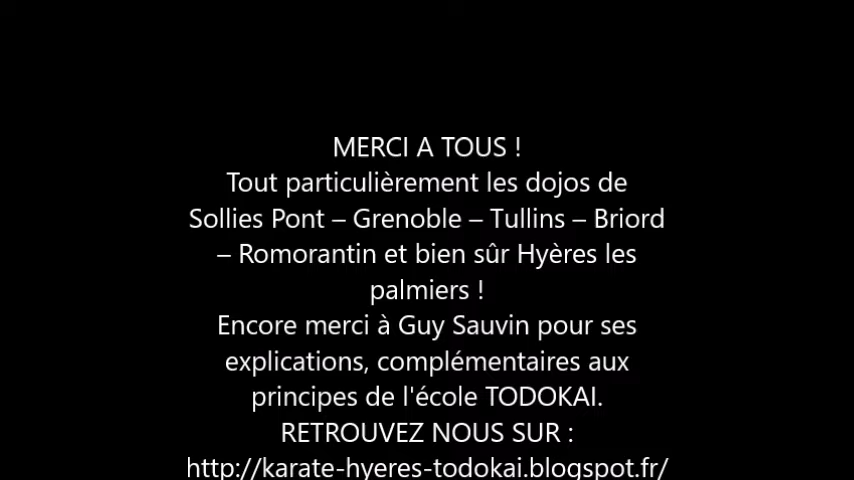 MERCI A TOUS !
Tout particulièrement les dojos de
Sollies Pont – Grenoble – Tullins – Briord
– Romorantin et bien sûr Hyères les
palmiers !
Encore merci à Guy Sauvin pour ses
explications, complémentaires aux
principes de l'école TODOKAI.
RETROUVEZ NOUS SUR :
http://karate-hyeres-todokai.blogspot.fr/